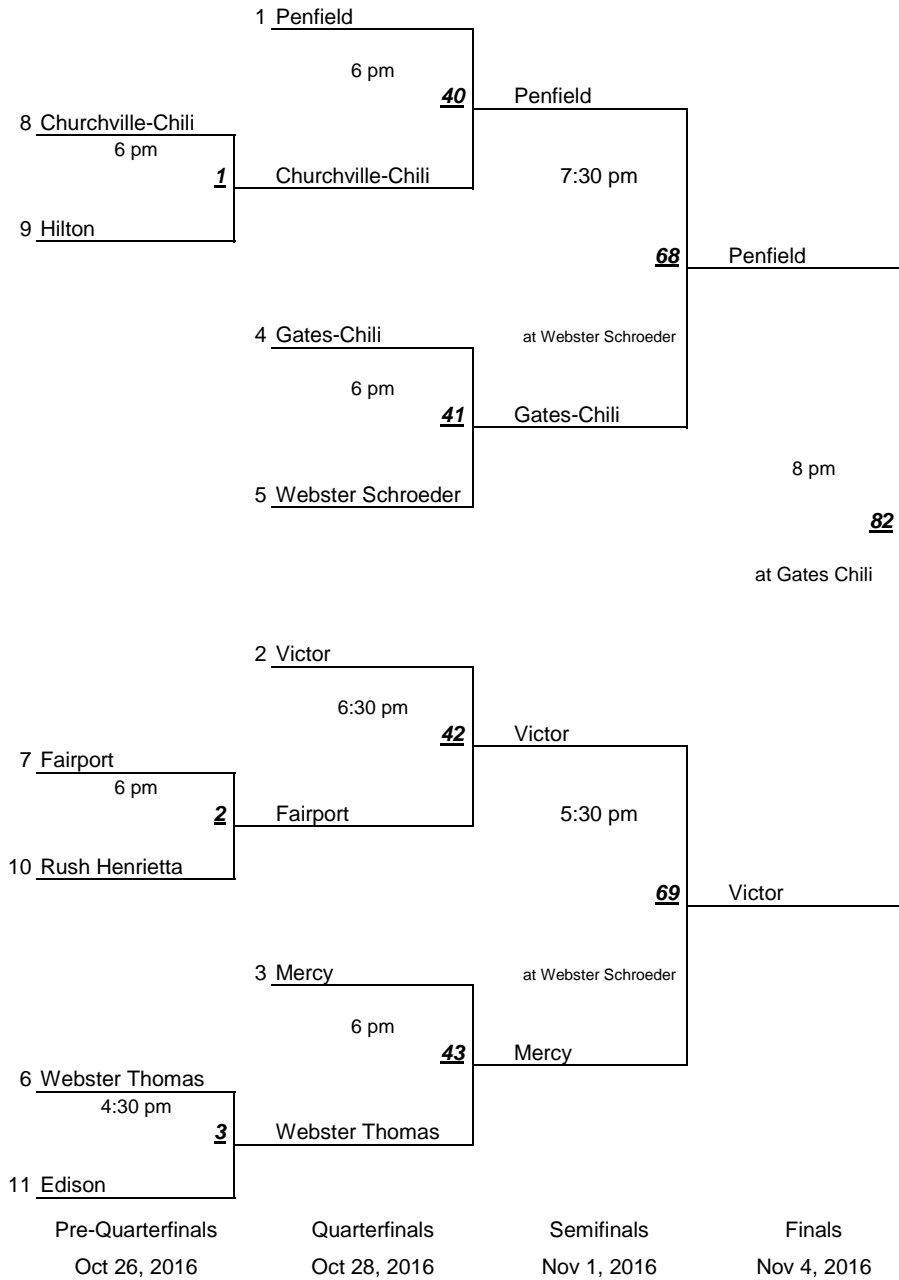 1 Penfield
6 pm
40 Penfield
8 Churchville-Chili
6 pm
1 Churchville-Chili 7:30 pm
9 Hilton
68 Penfield
4 Gates-Chili at Webster Schroeder
6 pm
41 Gates-Chili
8 pm
5 Webster Schroeder
82
at Gates Chili
2 Victor
6:30 pm
42 Victor
7 Fairport
6 pm
2 Fairport 5:30 pm
10 Rush Henrietta
69 Victor
3 Mercy at Webster Schroeder
6 pm
43 Mercy
6 Webster Thomas
4:30 pm
3 Webster Thomas
11 Edison
Pre-Quarterfinals Quarterfinals Semifinals Finals
Oct 26, 2016 Oct 28, 2016 Nov 1, 2016 Nov 4, 2016